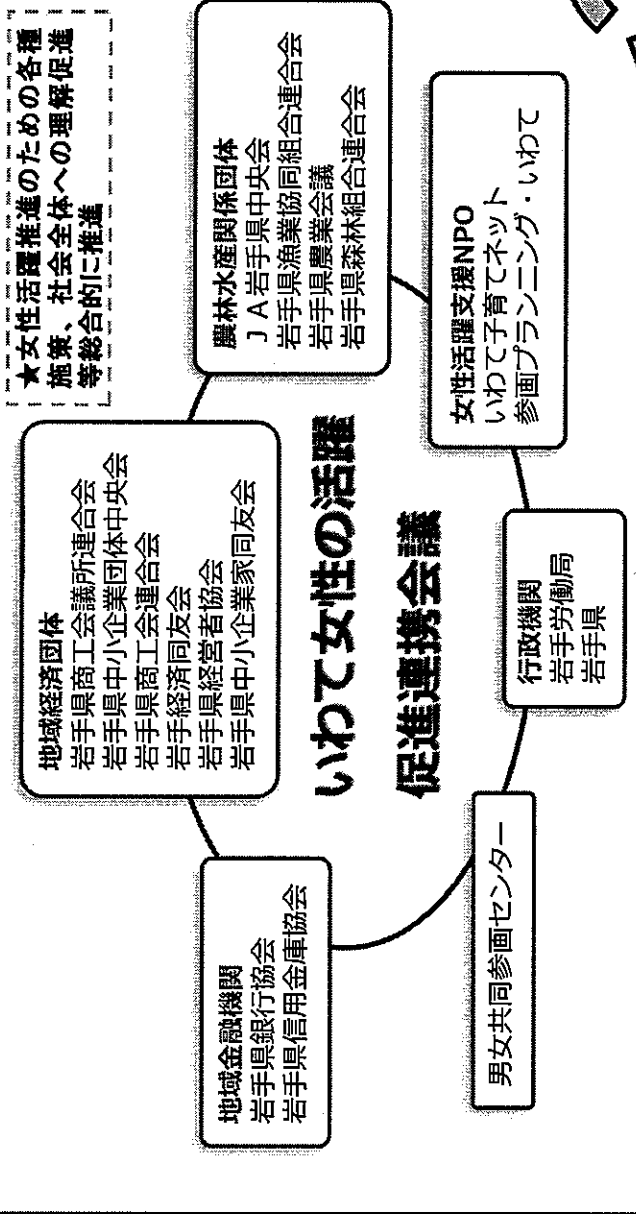 ★女性活躍推進のための各種
施策、社会全体への理解促進
等総合的に推進
地域経済団体
岩手県商工会議所連合会
岩手県中小企業団体中央会
岩手県商工会連合会
岩手経済同友会
岩手県経営者協会
岩手県中小企業家同友会
農林水産関係団体
JA岩手県中央会
岩手県漁業協同組合連合会
岩手県農業会議
岩手県森林組合連合会
地域金融機関
岩手県銀行協会
岩手県信用金庫協会
いわて女性の活躍
促進連携会議
女性活躍支援NPO
いわて子育てネット
参画プランニング・いわて
男女共同参画センター
行政機関
岩手労働局
岩手県